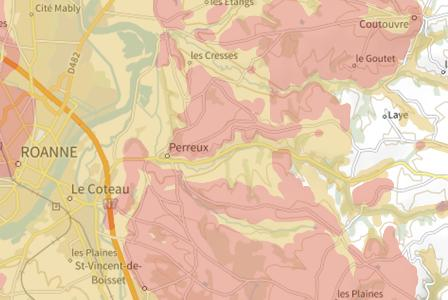 Cité Mably
les Étangs
Coutouvre
les Cresses
le Goutet
D482
Laye
ROANNE
Perreux
Le Coteau
les Plaines
St-Vincent-de-
Boisset
les Plaines